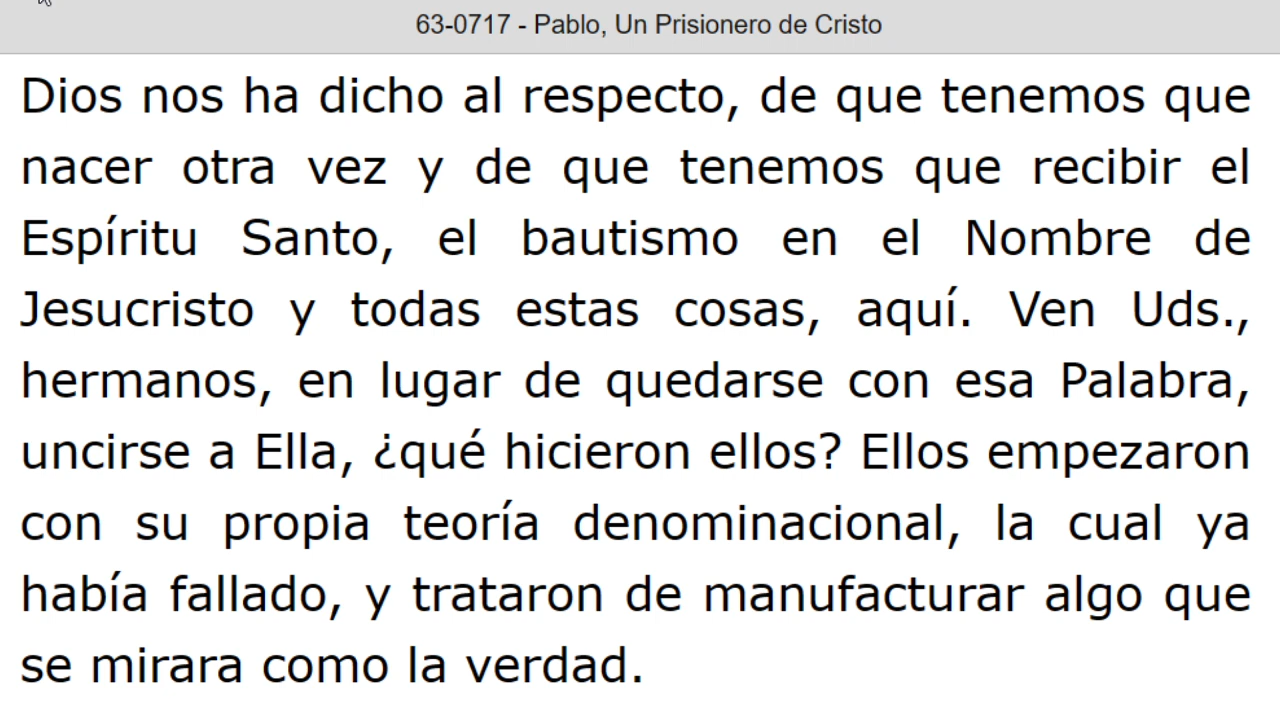 63-0717 - Pablo, Un Prisionero de Cristo
Dios nos ha dicho al respecto, de que tenemos que
nacer otra vez y de que tenemos que recibir el
Espíritu Santo, el bautismo en el Nombre de
Jesucristo y todas estas cosas, aquí. Ven Uds.,
hermanos, en lugar de quedarse con esa Palabra,
uncirse a Ella, ¿qué hicieron ellos? Ellos empezaron
con su propia teoría denominacional, la cual ya
había fallado, y trataron de manufacturar algo que
se mirara como la verdad.